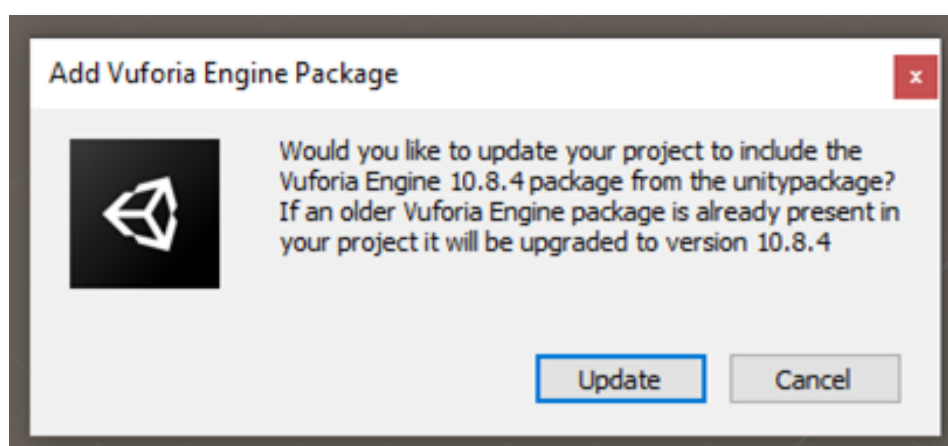 Add Vuforia Engine Package
x
Would you like to update your project to include the
Vuforia Engine 10.8.4 package from the unitypackage?
If an older Vuforia Engine package is already present in
your project it will be upgraded to version 10.8.4
Update Cancel